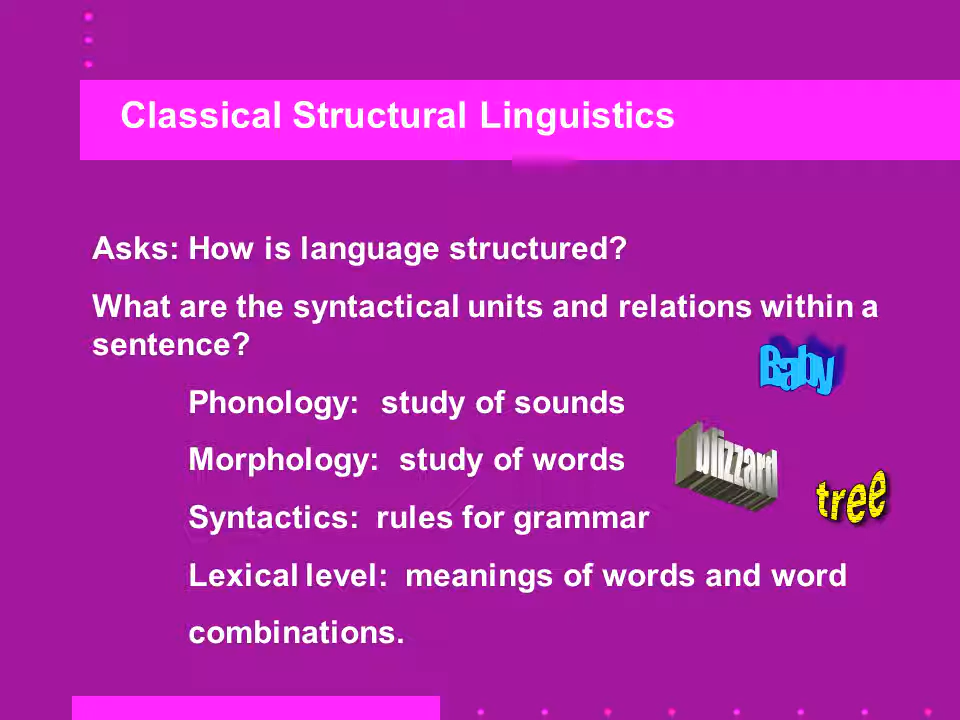 Classical Structural Linguistics
Asks: How is language structured?
What are the syntactical units and relations within a
sentence?
Baby
Phonology: study of sounds
Morphology: study of words
blizzard
tree
Syntactics: rules for grammar
Lexical level: meanings of words and word
combinations.